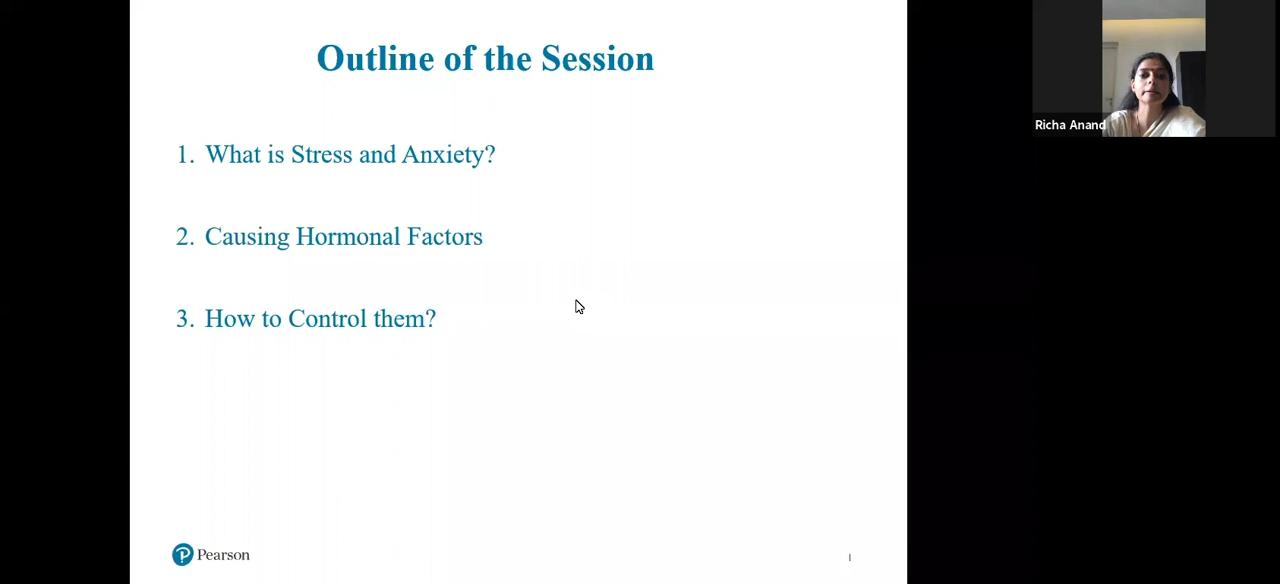 Outline of the Session
Richa Anand
1. What is Stress and Anxiety?
2. Causing Hormonal Factors
3. How to Control them?
Pearson